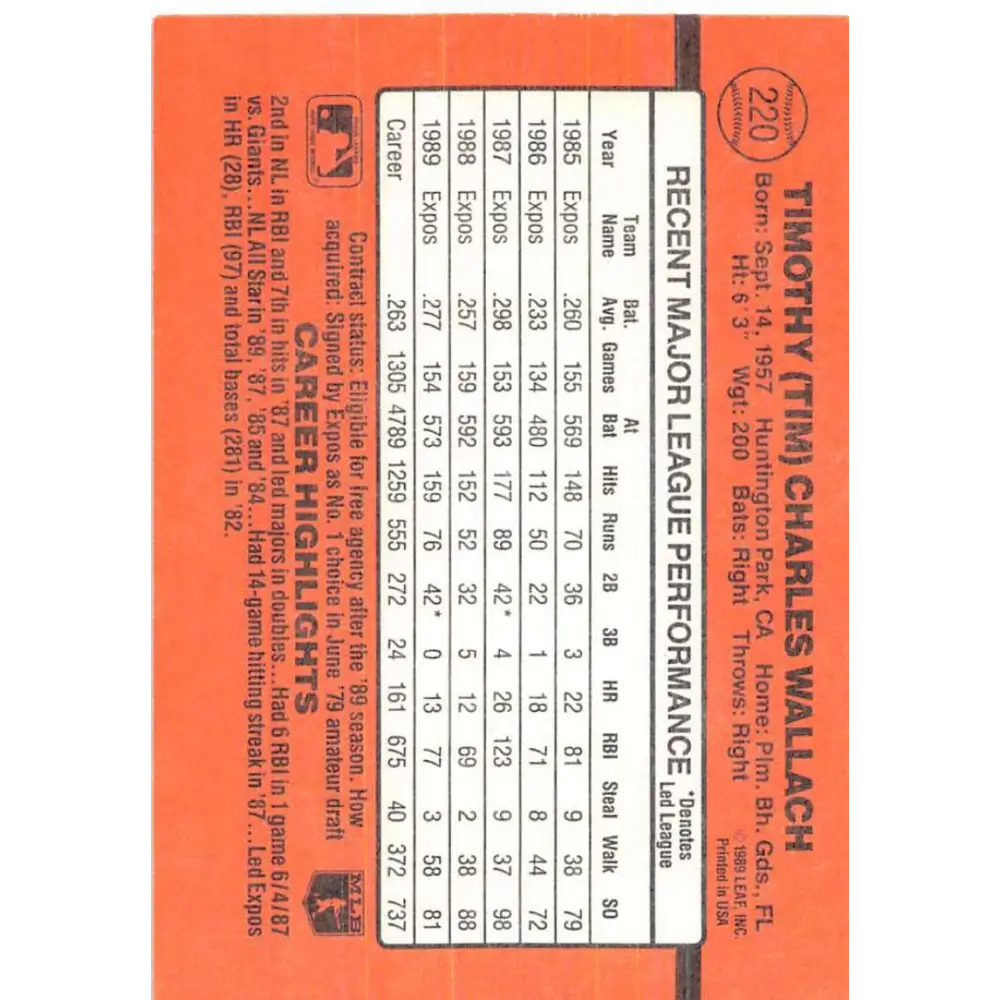 220
TIMOTHY (TIM) CHARLES WALLACH
Born: Sept. 14, 1957 Huntington Park, CA Home: Plm. Bh. Gds., FL
Ht: 6'3" Wgt: 200 Bats: Right Throws: Right
© 1989 LEAF, INC.
Printed in USA
RECENT MAJOR LEAGUE PERFORMANCE *Denotes Led League
Year Team Name Bat. Avg. Games At Bat Hits Runs 2B 3B HR RBI Steal Walk SO
1985 Expos .260 155 569 148 70 36 3 22 81 9 38 79
1986 Expos .233 134 480 112 50 22 1 18 71 8 44 72
1987 Expos .298 153 593 177 89 42* 4 26 123 9 37 98
1988 Expos .257 159 592 152 52 32 5 12 69 2 38 88
1989 Expos .277 154 573 159 76 42* 0 13 77 3 58 81
Career .263 1305 4789 1259 555 272 24 161 675 40 372 737
Contract status: Eligible for free agency after the '89 season. How
acquired: Signed by Expos as No. 1 choice in June '79 amateur draft
MLB
CAREER HIGHLIGHTS
2nd in NL in RBI and 7th in hits in '87 and led majors in doubles...Had 6 RBI in 1 game 6/4/87
vs. Giants...NL All Star in '89, '87, '85 and '84...Had 14-game hitting streak in '87...Led Expos
in HR (28), RBI (97) and total bases (281) in '82.